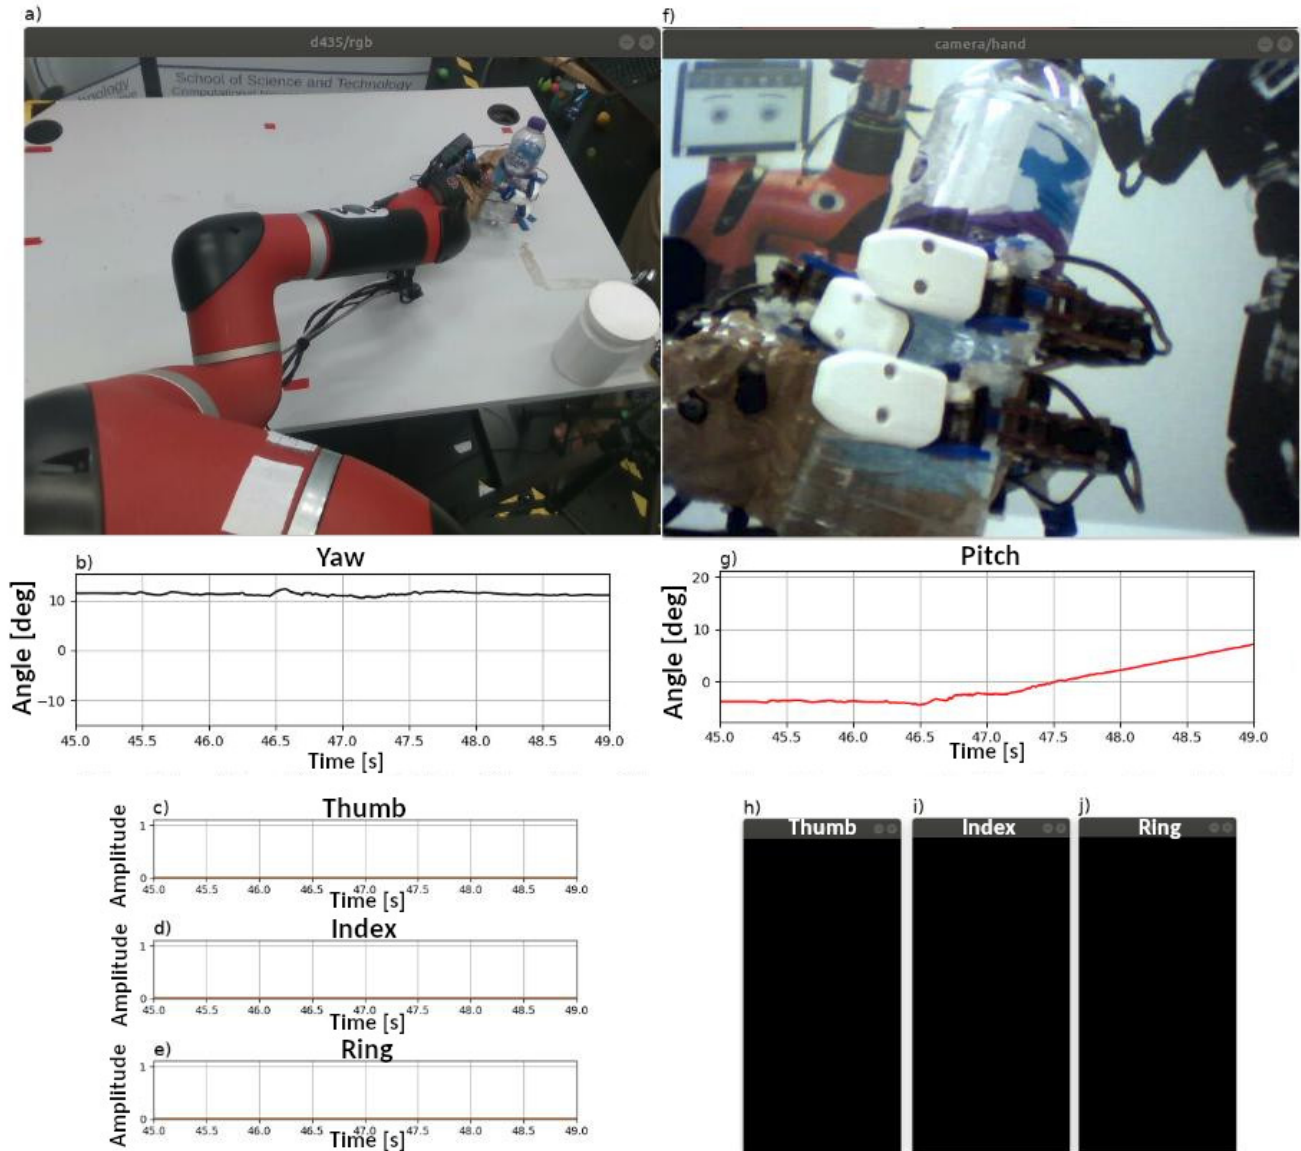 a)
d435/rgb
School of Science and Technology
f)
camera/hand
b)
Yaw
Angle [deg]
10
0
−10
45.0 45.5 46.0 46.5 47.0 47.5 48.0 48.5 49.0
Time [s]
g)
Pitch
Angle [deg]
20
10
0
45.0 45.5 46.0 46.5 47.0 47.5 48.0 48.5 49.0
Time [s]
c)
Thumb
Amplitude
1
0
45.0 45.5 46.0 46.5 47.0 47.5 48.0 48.5 49.0
Time [s]
d)
Index
Amplitude
1
0
45.0 45.5 46.0 46.5 47.0 47.5 48.0 48.5 49.0
Time [s]
e)
Ring
Amplitude
1
0
45.0 45.5 46.0 46.5 47.0 47.5 48.0 48.5 49.0
Time [s]
h)
Thumb
i)
Index
j)
Ring